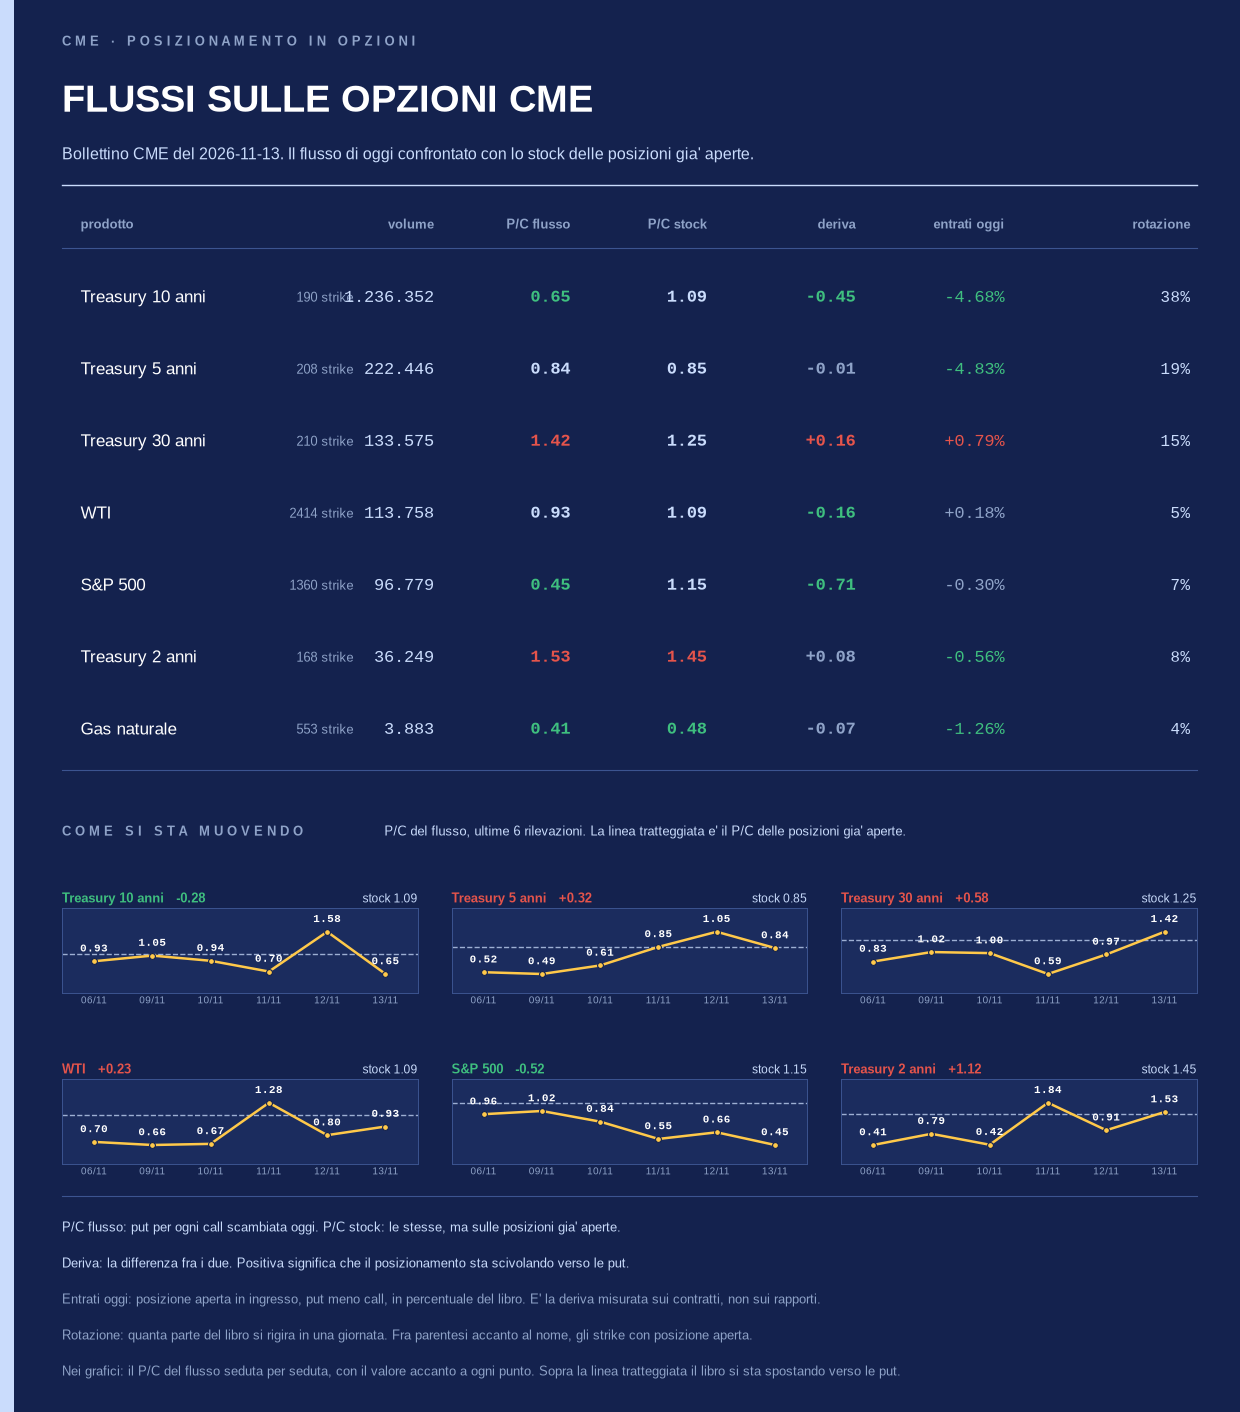 CME · POSIZIONAMENTO IN OPZIONI
FLUSSI SULLE OPZIONI CME
Bollettino CME del 2026-11-13. Il flusso di oggi confrontato con lo stock delle posizioni gia' aperte.
prodotto volume P/C flusso P/C stock deriva entrati oggi rotazione
Treasury 10 anni 190 strike 1.236.352 0.65 1.09 -0.45 -4.68% 38%
Treasury 5 anni 208 strike 222.446 0.84 0.85 -0.01 -4.83% 19%
Treasury 30 anni 210 strike 133.575 1.42 1.25 +0.16 +0.79% 15%
WTI 2414 strike 113.758 0.93 1.09 -0.16 +0.18% 5%
S&P 500 1360 strike 96.779 0.45 1.15 -0.71 -0.30% 7%
Treasury 2 anni 168 strike 36.249 1.53 1.45 +0.08 -0.56% 8%
Gas naturale 553 strike 3.883 0.41 0.48 -0.07 -1.26% 4%
COME SI STA MUOVENDO P/C del flusso, ultime 6 rilevazioni. La linea tratteggiata e' il P/C delle posizioni gia' aperte.
Treasury 10 anni -0.28 stock 1.09
0.93 1.05 0.94 0.70 1.58 0.65
06/11 09/11 10/11 11/11 12/11 13/11
Treasury 5 anni +0.32 stock 0.85
0.52 0.49 0.61 0.85 1.05 0.84
06/11 09/11 10/11 11/11 12/11 13/11
Treasury 30 anni +0.58 stock 1.25
0.83 1.02 1.00 0.59 0.97 1.42
06/11 09/11 10/11 11/11 12/11 13/11
WTI +0.23 stock 1.09
0.70 0.66 0.67 1.28 0.80 0.93
06/11 09/11 10/11 11/11 12/11 13/11
S&P 500 -0.52 stock 1.15
0.96 1.02 0.84 0.55 0.66 0.45
06/11 09/11 10/11 11/11 12/11 13/11
Treasury 2 anni +1.12 stock 1.45
0.41 0.79 0.42 1.84 0.91 1.53
06/11 09/11 10/11 11/11 12/11 13/11
P/C flusso: put per ogni call scambiata oggi. P/C stock: le stesse, ma sulle posizioni gia' aperte.
Deriva: la differenza fra i due. Positiva significa che il posizionamento sta scivolando verso le put.
Entrati oggi: posizione aperta in ingresso, put meno call, in percentuale del libro. E' la deriva misurata sui contratti, non sui rapporti.
Rotazione: quanta parte del libro si rigira in una giornata. Fra parentesi accanto al nome, gli strike con posizione aperta.
Nei grafici: il P/C del flusso seduta per seduta, con il valore accanto a ogni punto. Sopra la linea tratteggiata il libro si sta spostando verso le put.